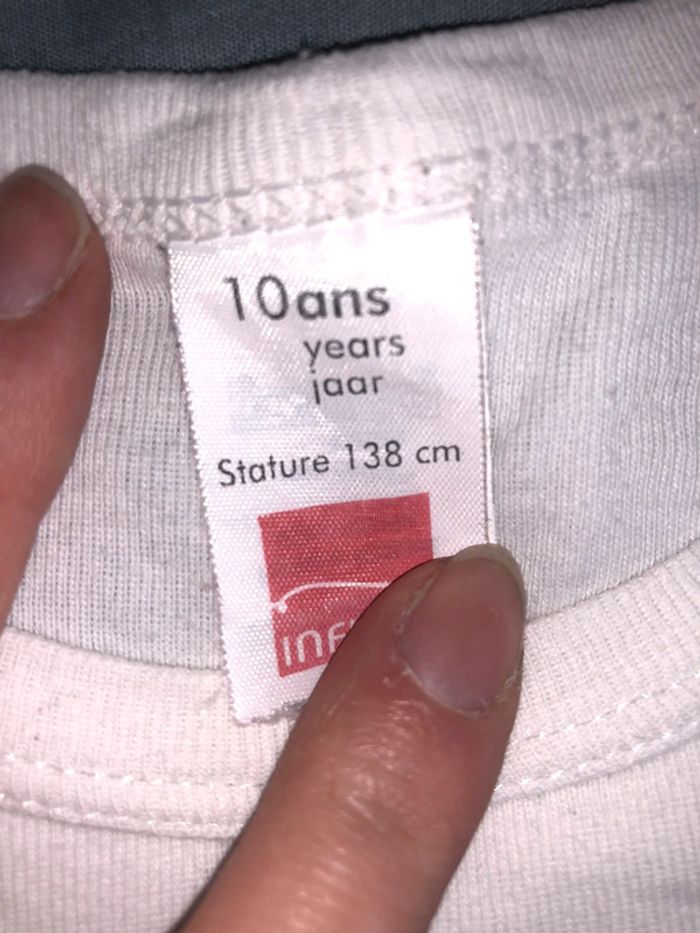 10ans
years
jaar
Stature 138 cm